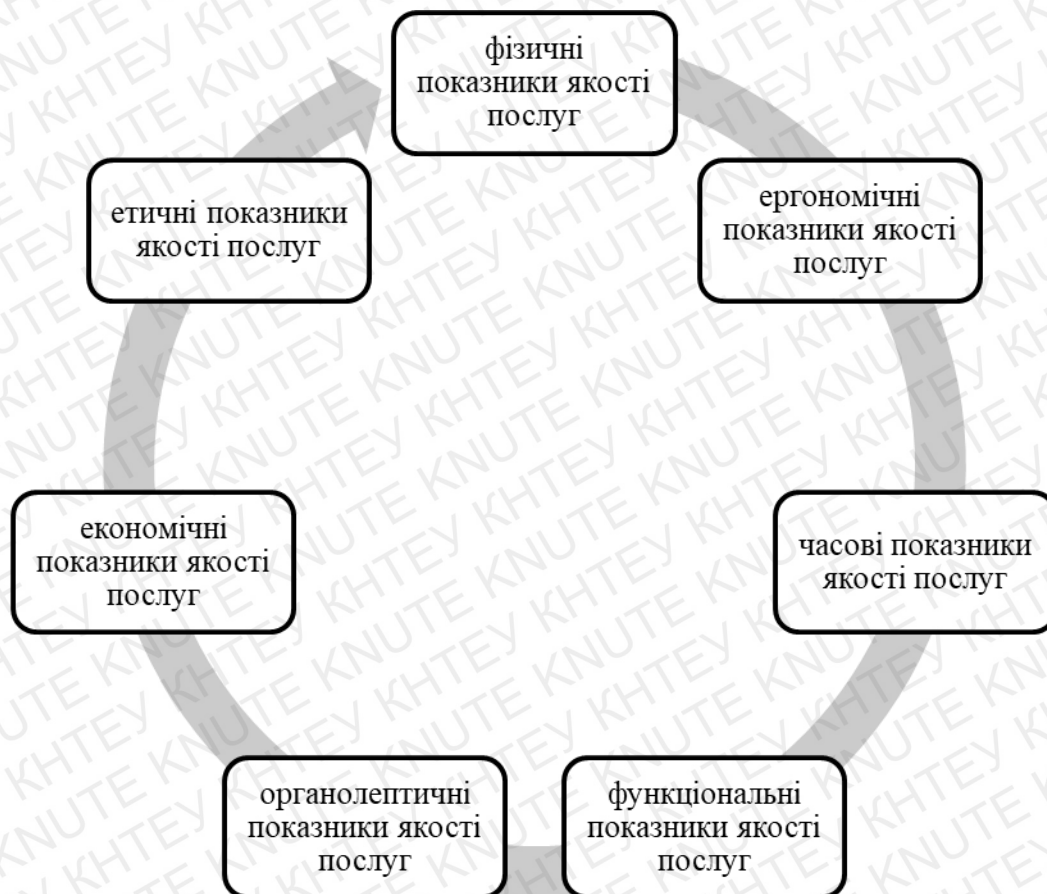 фізичні
показники якості
послуг
ергономічні
показники якості
послуг
часові показники
якості послуг
функціональні
показники якості
послуг
органолептичні
показники якості
послуг
економічні
показники якості
послуг
етичні показники
якості послуг